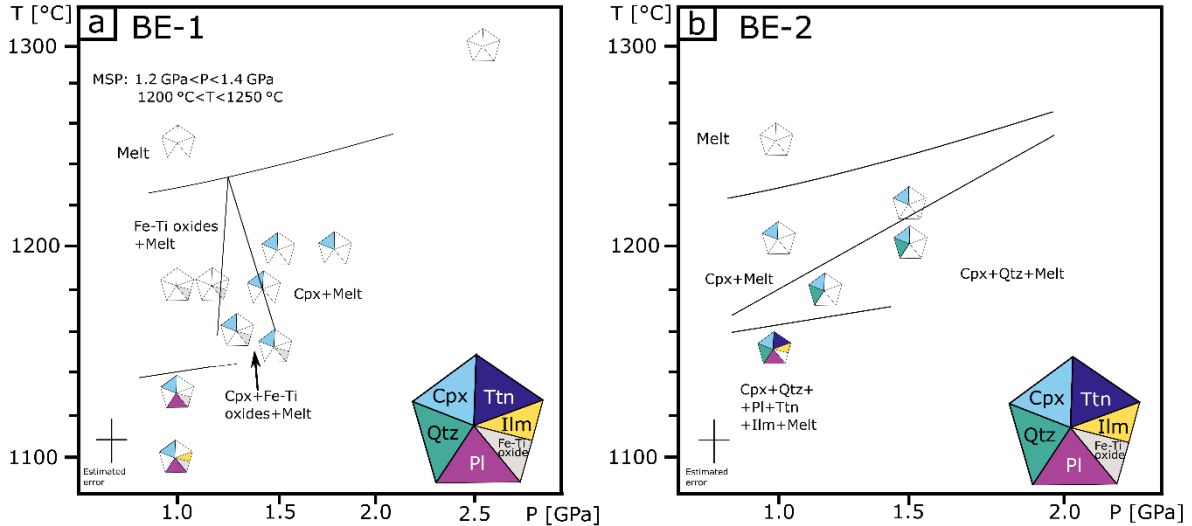 T [°C]
a BE-1
1300
MSP: 1.2 GPa<P<1.4 GPa
1200 °C<T<1250 °C
Melt
Fe-Ti oxides
+Melt
1200
Cpx+Melt
Cpx+Fe-Ti
oxides+Melt
Cpx
Ttn
Qtz
Ilm
Fe-Ti
oxide
Pl
1100
Estimated
error
1.0
1.5
2.0
2.5
P [GPa]
T [°C]
b BE-2
1300
Melt
1200
Cpx+Melt
Cpx+Qtz+Melt
Cpx+Qtz+
+Pl+Ttn
+Ilm+Melt
Cpx
Ttn
Qtz
Ilm
Fe-Ti
oxide
Pl
1100
Estimated
error
1.0
1.5
2.0
P [GPa]